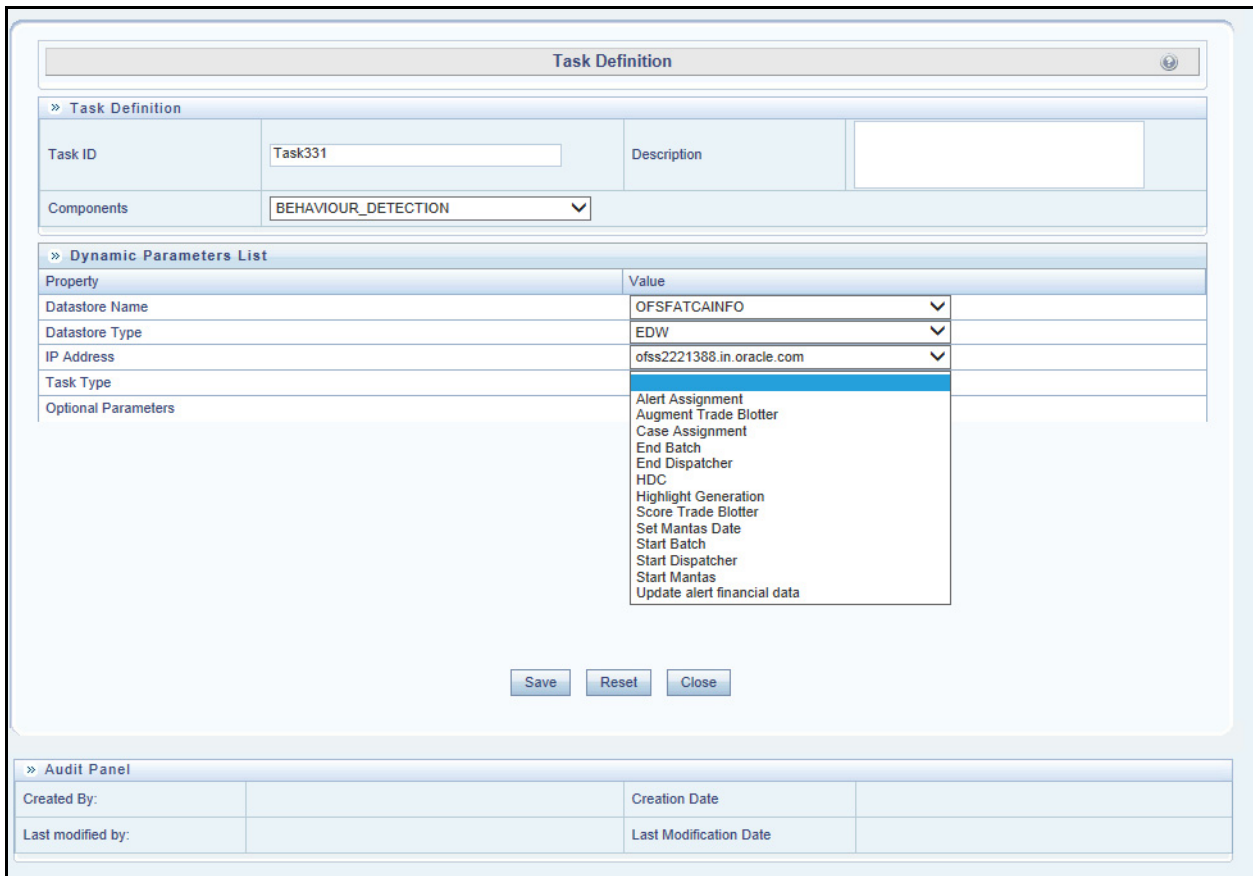 Task Definition
» Task Definition
Task ID Task331 Description
Components BEHAVIOUR_DETECTION
» Dynamic Parameters List
Property Value
Datastore Name OFSFATCAINFO
Datastore Type EDW
IP Address ofss2221388.in.oracle.com
Task Type
Optional Parameters
Alert Assignment
Augment Trade Blotter
Case Assignment
End Batch
End Dispatcher
HDC
Highlight Generation
Score Trade Blotter
Set Mantas Date
Start Batch
Start Dispatcher
Start Mantas
Update alert financial data
Save Reset Close
» Audit Panel
Created By: Creation Date
Last modified by: Last Modification Date